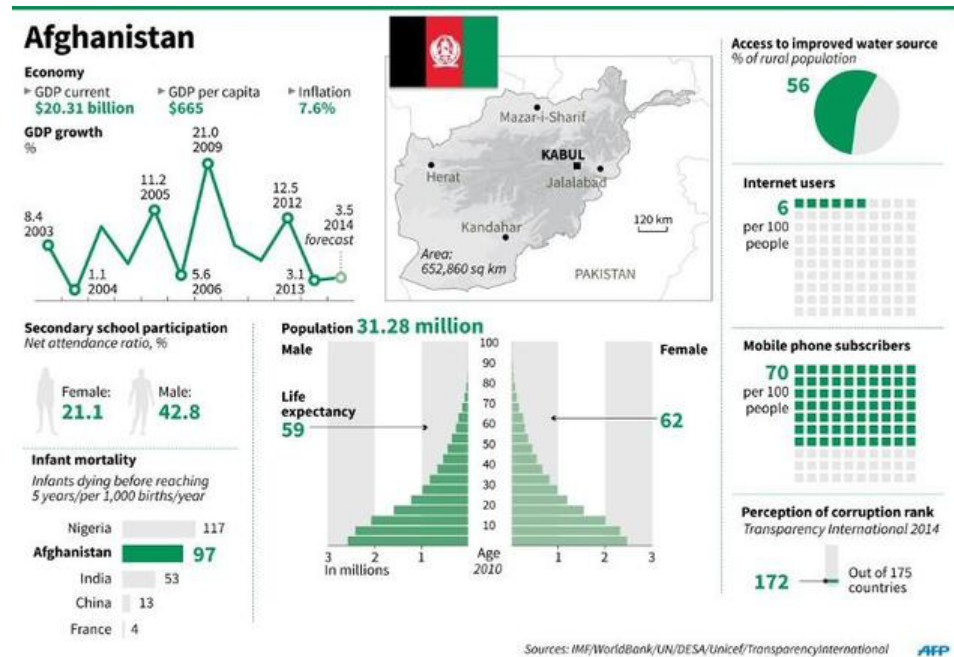 Afghanistan
Economy
GDP current
$20.31 billion
GDP per capita
$665
Inflation
7.6%
GDP growth
%
8.4
2003
1.1
2004
11.2
2005
5.6
2006
21.0
2009
12.5
2012
3.1
2013
3.5
2014
forecast
Mazar-i-Sharif
KABUL
Herat
Jalalabad
Kandahar
120 km
Area:
652,860 sq km
PAKISTAN
Access to improved water source
% of rural population
56
Internet users
6
per 100
people
Mobile phone subscribers
70
per 100
people
Perception of corruption rank
Transparency International 2014
172
Out of 175
countries
Secondary school participation
Net attendance ratio, %
Female:
21.1
Male:
42.8
Infant mortality
Infants dying before reaching
5 years/per 1,000 births/year
Nigeria 117
Afghanistan 97
India 53
China 13
France 4
Population 31.28 million
Male
Female
Life
expectancy
59
62
100
90
80
70
60
50
40
30
20
10
3 2 1 Age 1 2 3
In millions 2010
Sources: IMF/WorldBank/UN/DESA/Unicef/TransparencyInternational AFP